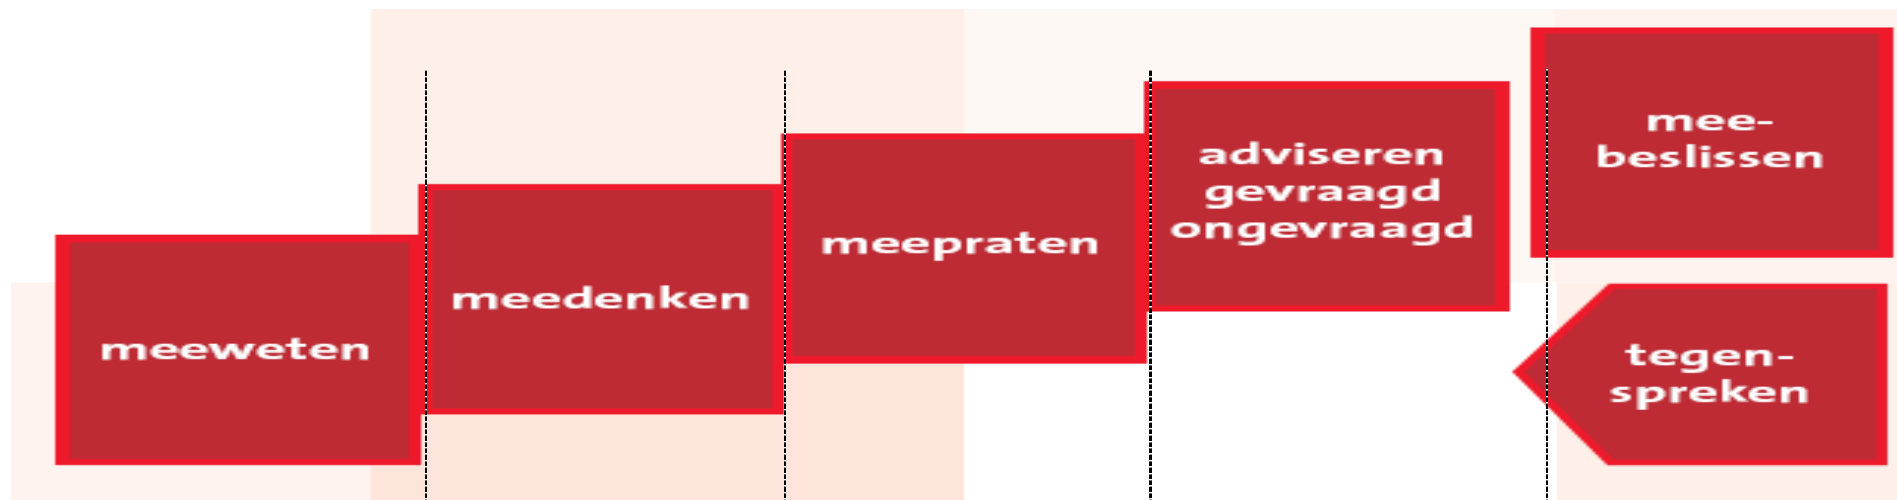 meeweten
meedenken
meepraten
adviseren
gevraagd
ongevraagd
mee-
beslissen
tegen-
spreken